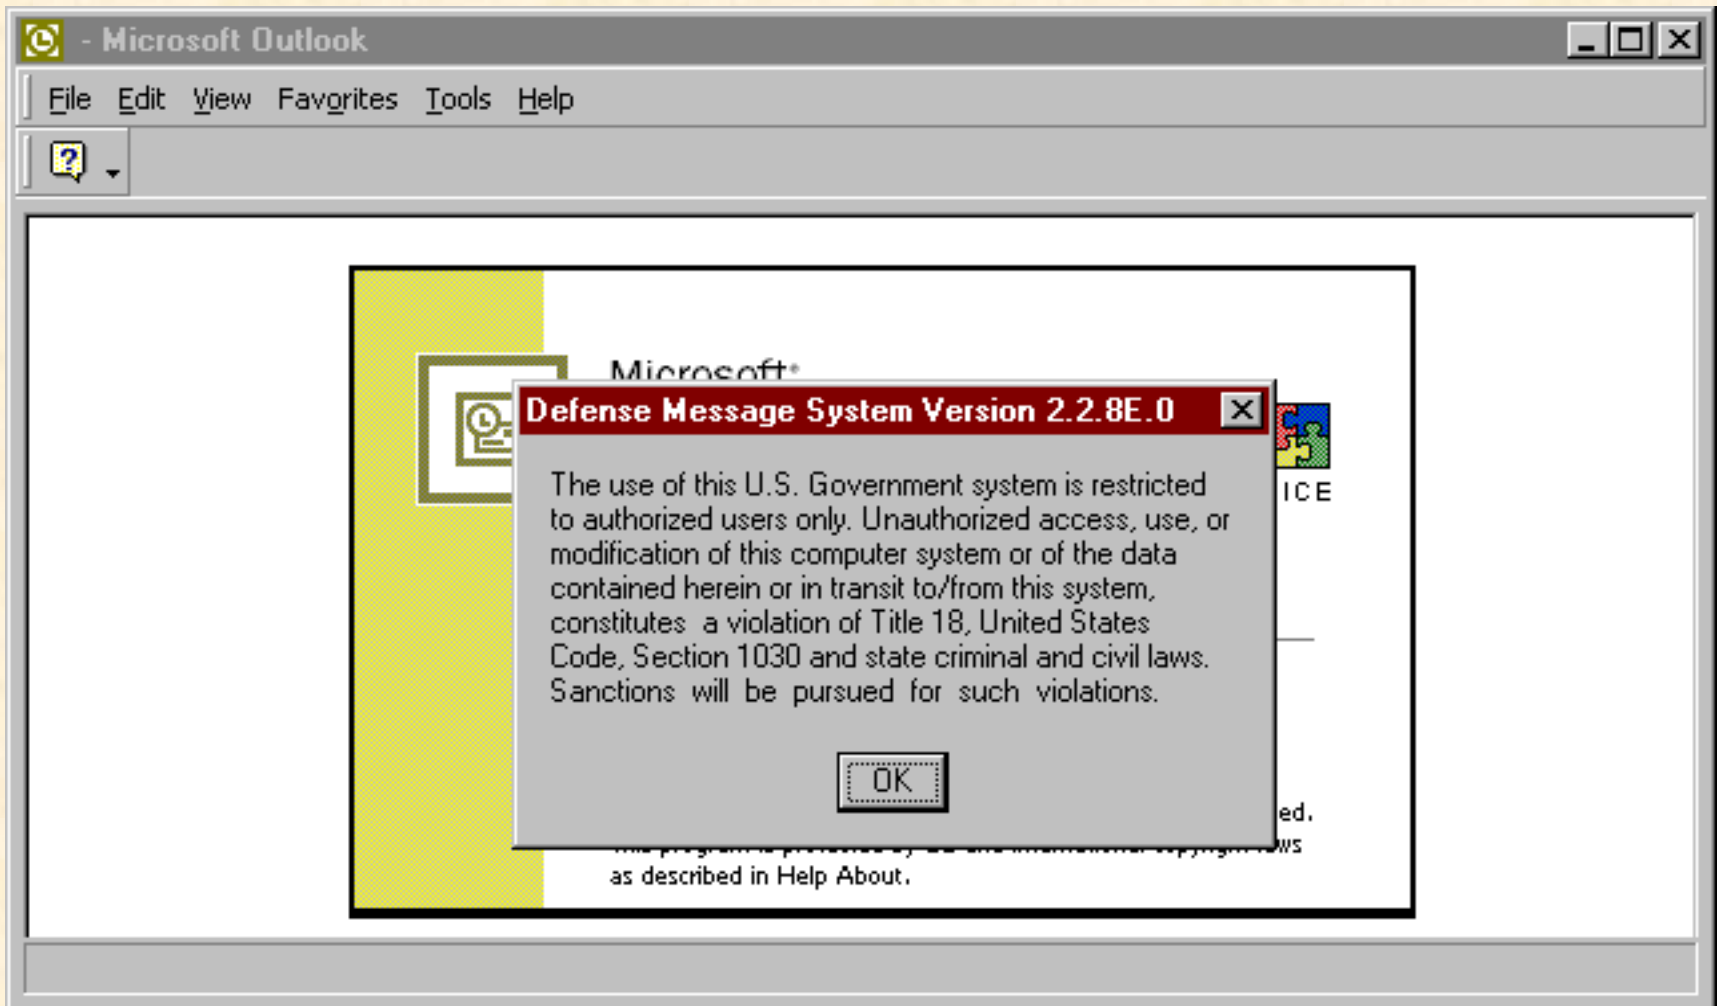 - Microsoft Outlook
File Edit View Favorites Tools Help
Microsoft®
Defense Message System Version 2.2.8E.0
The use of this U.S. Government system is restricted
to authorized users only. Unauthorized access, use, or
modification of this computer system or of the data
contained herein or in transit to/from this system,
constitutes a violation of Title 18, United States
Code, Section 1030 and state criminal and civil laws.
Sanctions will be pursued for such violations.
OK
ICE
ed.
ws
as described in Help About.